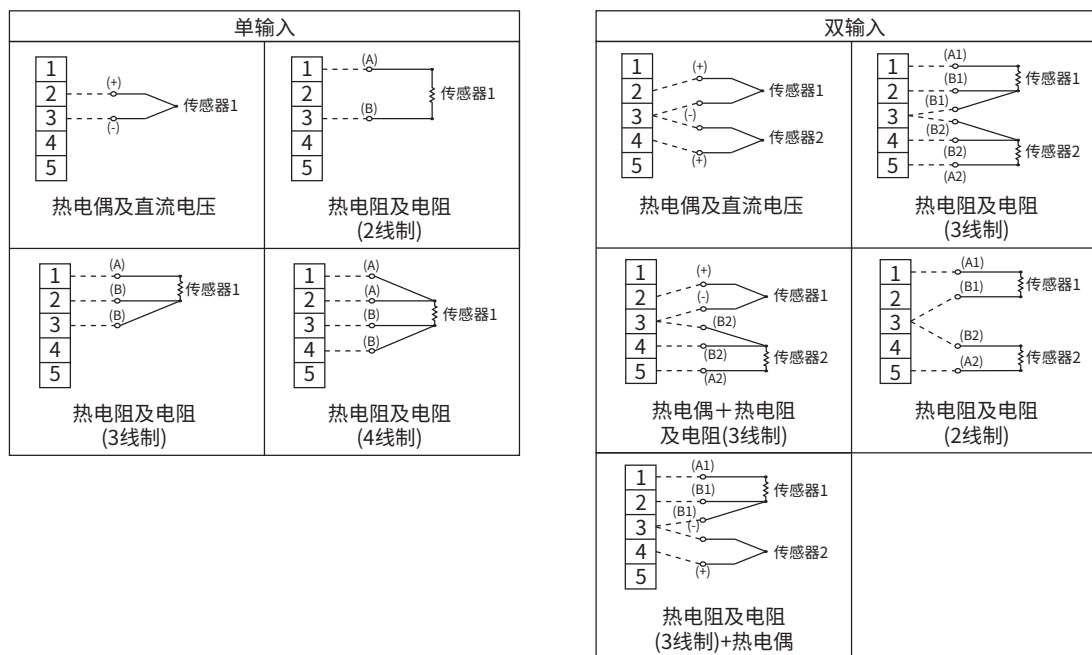 单输入
1
2
3
4
5
(+)
(-)
传感器1
热电偶及直流电压
1
2
3
4
5
(A)
(B)
传感器1
热电阻及电阻
(2线制)
1
2
3
4
5
(A)
(B)
(B)
传感器1
热电阻及电阻
(3线制)
1
2
3
4
5
(A)
(A)
(B)
(B)
传感器1
热电阻及电阻
(4线制)
双输入
1
2
3
4
5
(+)
(-)
(+)
传感器1
传感器2
热电偶及直流电压
1
2
3
4
5
(A1)
(B1)
(B1)
(B2)
(B2)
(A2)
传感器1
传感器2
热电阻及电阻
(3线制)
1
2
3
4
5
(+)
(-)
(B2)
(B2)
(A2)
传感器1
传感器2
热电偶＋热电阻
及电阻(3线制)
1
2
3
4
5
(A1)
(B1)
(B2)
(A2)
传感器1
传感器2
热电阻及电阻
(2线制)
1
2
3
4
5
(A1)
(B1)
(B1)
(-)
(+)
传感器1
传感器2
热电阻及电阻
(3线制)+热电偶